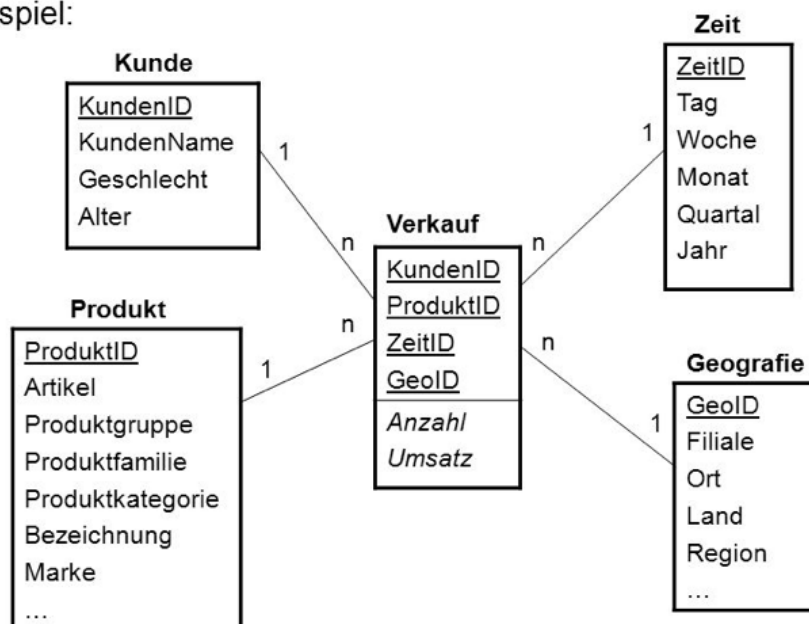 spiel:
Kunde
KundenID
KundenName
Geschlecht
Alter
1
n
Produkt
ProduktID
Artikel
Produktgruppe
Produktfamilie
Produktkategorie
Bezeichnung
Marke
...
1
n
Verkauf
KundenID
ProduktID
ZeitID
GeoID
Anzahl
Umsatz
Zeit
ZeitID
Tag
Woche
Monat
Quartal
Jahr
1
n
Geografie
GeoID
Filiale
Ort
Land
Region
...
1
n